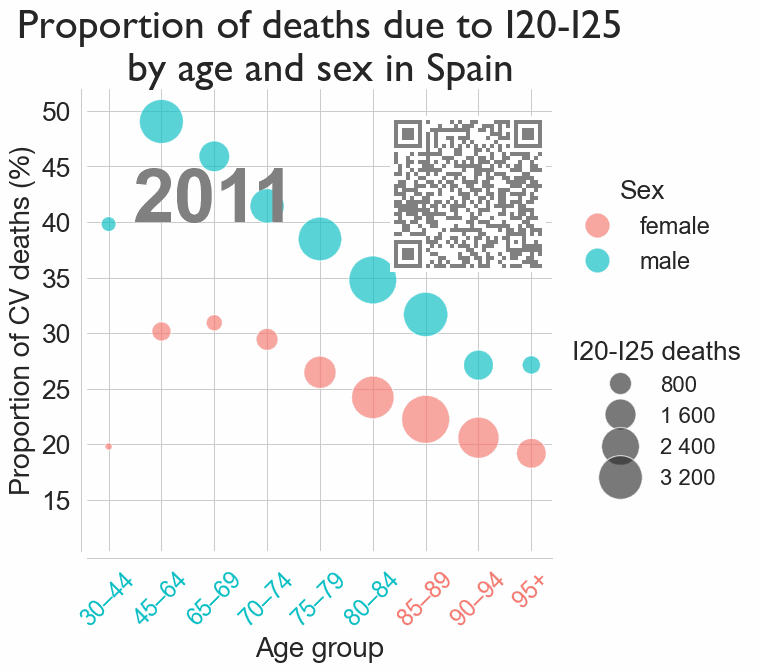 Proportion of deaths due to I20-I25
by age and sex in Spain
Proportion of CV deaths (%)
50
45
40
35
30
25
20
15
2011
Sex
female
male
I20-I25 deaths
800
1 600
2 400
3 200
30–44
45–64
65–69
70–74
75–79
80–84
85–89
90–94
95+
Age group